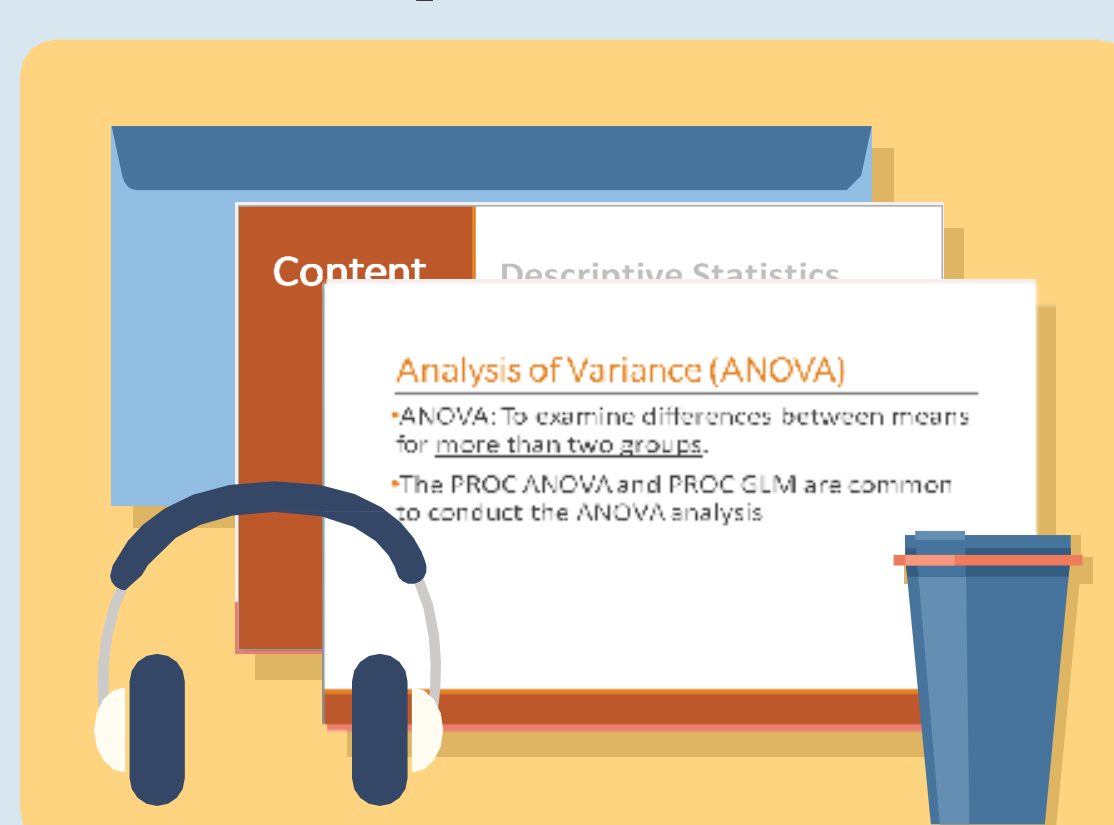 Content
Descriptive Statistics
Analysis of Variance (ANOVA)
•ANOVA: To examine differences between means
for more than two groups.
•The PROC ANOVA and PROC GLM are common
to conduct the ANOVA analysis